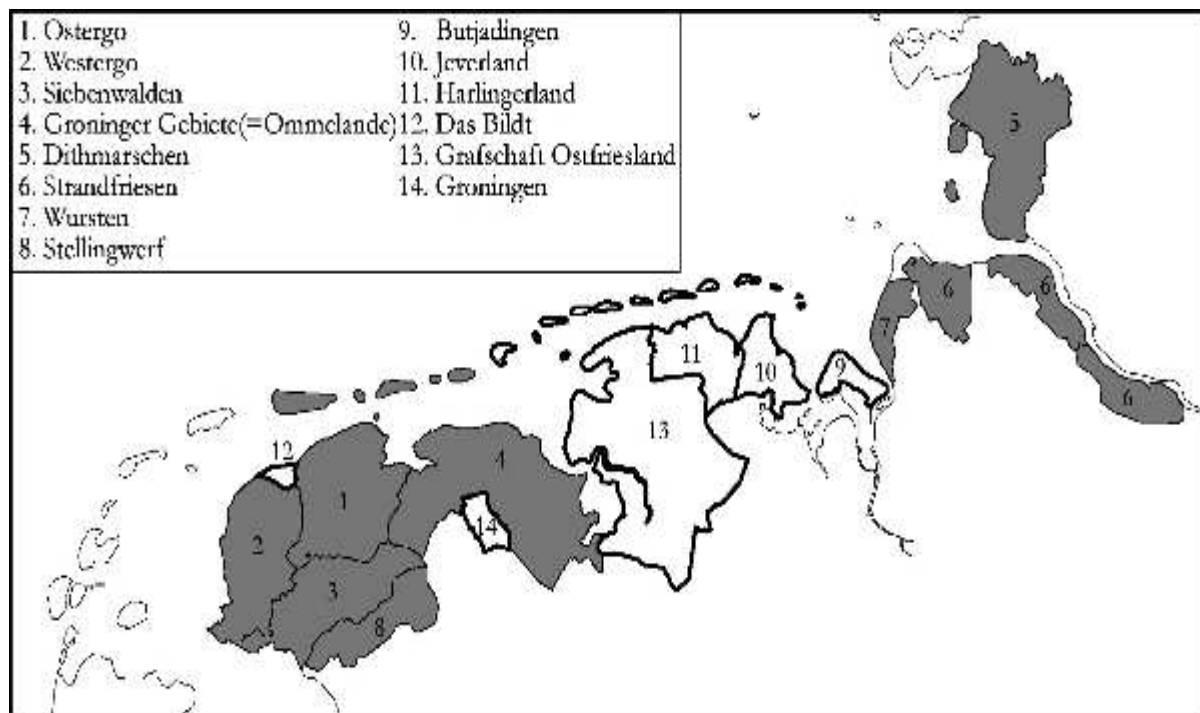 1. Ostergo
2. Westergo
3. Siebenwalden
4. Groninger Gebiete(=Ommelande)
5. Dithmarschen
6. Strandfriesen
7. Wursten
8. Stellingwerf
9. Butjadingen
10. Jeverland
11. Harlingerland
12. Das Bildt
13. Grafschaft Ostfriesland
14. Groningen
5
6
6
7
11
10
9
6
13
12
4
1
14
2
3
8